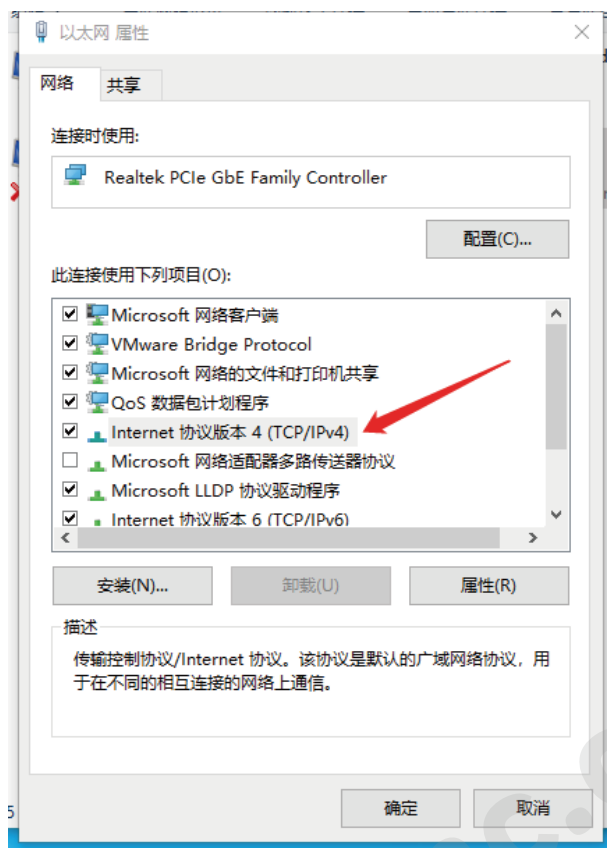 以太网 属性
网络
共享
连接时使用:
Realtek PCIe GbE Family Controller
配置(C)...
此连接使用下列项目(O):
Microsoft 网络客户端
VMware Bridge Protocol
Microsoft 网络的文件和打印机共享
QoS 数据包计划程序
Internet 协议版本 4 (TCP/IPv4)
Microsoft 网络适配器多路传送器协议
Microsoft LLDP 协议驱动程序
Internet 协议版本 6 (TCP/IPv6)
安装(N)...
卸载(U)
属性(R)
描述
传输控制协议/Internet 协议。该协议是默认的广域网络协议，用
于在不同的相互连接的网络上通信。
5
确定
取消